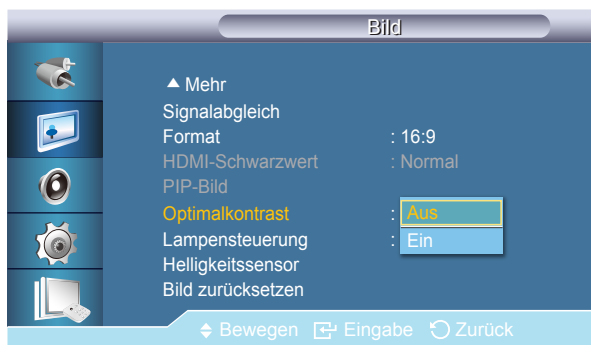 Bild
Mehr
Signalabgleich
Format : 16:9
HDMI-Schwarzwert : Normal
PIP-Bild
Optimalkontrast : Aus
Lampensteuerung : Ein
Helligkeitssensor
Bild zurücksetzen
Bewegen Eingabe Zurück